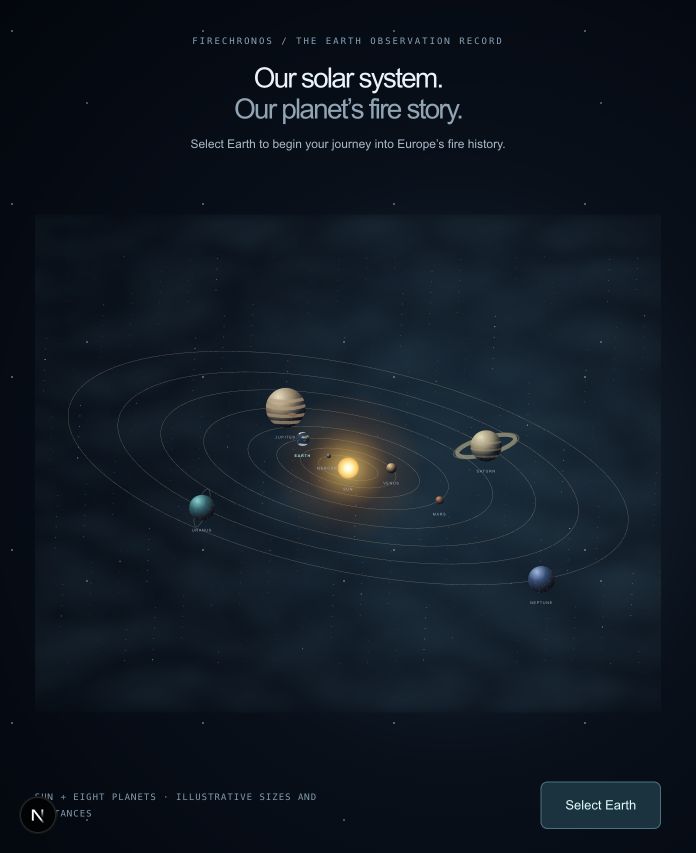 FIRECHRONOS / THE EARTH OBSERVATION RECORD
Our solar system.
Our planet's fire story.
Select Earth to begin your journey into Europe's fire history.
JUPITER
EARTH
SUN
VENUS
SATURN
MARS
URANUS
NEPTUNE
SUN + EIGHT PLANETS · ILLUSTRATIVE SIZES AND
N
Select Earth